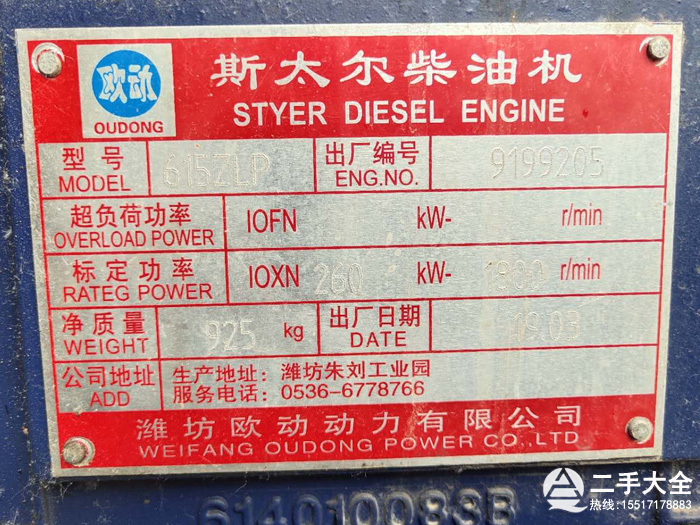 欧动
OUDONG
斯太尔柴油机
STYER DIESEL ENGINE
型号 615ZLP 出厂编号 9199205
MODEL ENG.NO.
超负荷功率 IOFN kW- r/min
OVERLOAD POWER
标定功率 IOXN 260 kW- 1800 r/min
RATEG POWER
净质量 925 kg 出厂日期 19.03
WEIGHT DATE
公司地址 生产地址：潍坊朱刘工业园
ADD 服务电话：0536-6778766
潍坊欧动动力有限公司
WEIFANG OUDONG POWER CO.,LTD
614010083B
二手大全
热线:15517178883